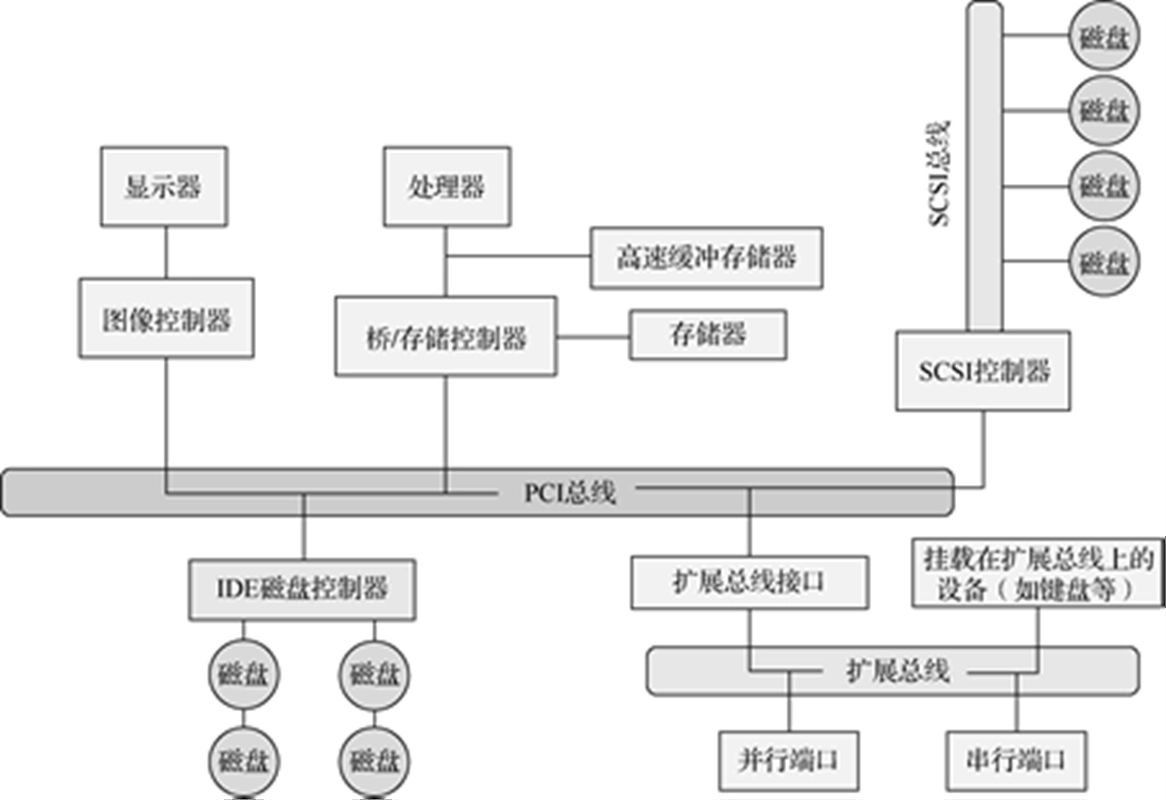 磁盘
磁盘
磁盘
磁盘
SCSI总线
显示器
处理器
高速缓冲存储器
图像控制器
桥/存储控制器
存储器
SCSI控制器
PCI总线
IDE磁盘控制器
扩展总线接口
挂载在扩展总线上的
设备（如键盘等）
磁盘
磁盘
扩展总线
磁盘
磁盘
并行端口
串行端口